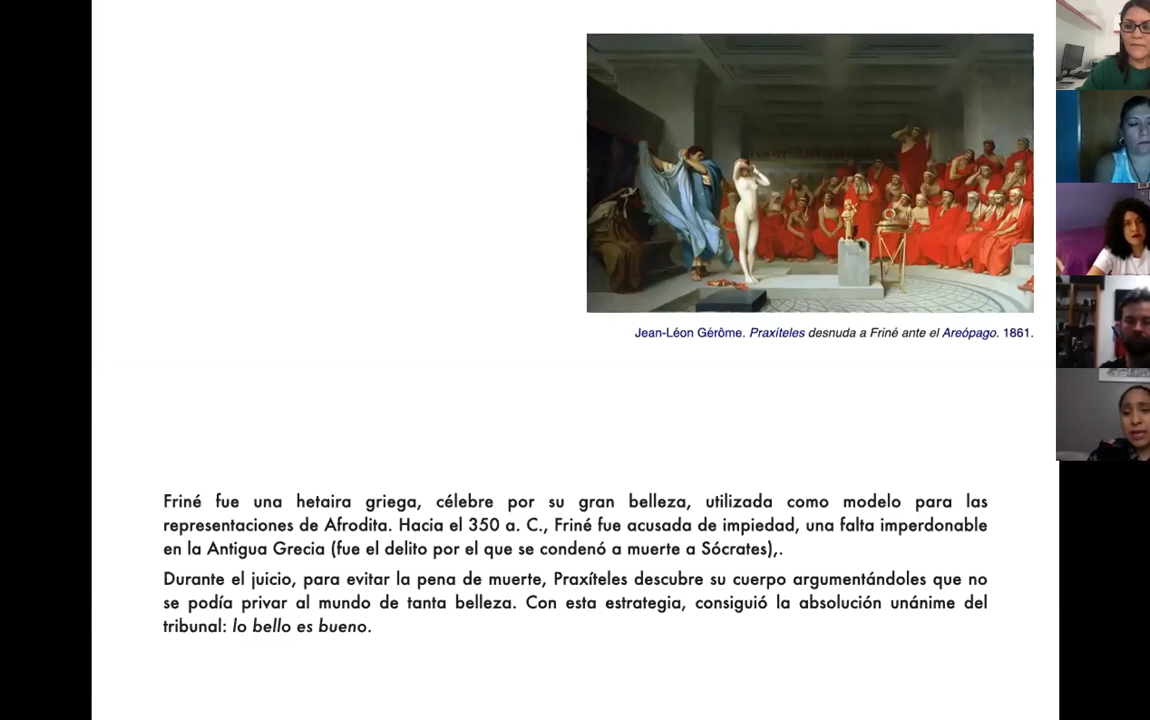 Jean-Léon Gérôme. Praxíteles desnuda a Friné ante el Areópago. 1861.
Friné fue una hetaira griega, célebre por su gran belleza, utilizada como modelo para las
representaciones de Afrodita. Hacia el 350 a. C., Friné fue acusada de impiedad, una falta imperdonable
en la Antigua Grecia (fue el delito por el que se condenó a muerte a Sócrates),.
Durante el juicio, para evitar la pena de muerte, Praxíteles descubre su cuerpo argumentándoles que no
se podía privar al mundo de tanta belleza. Con esta estrategia, consiguió la absolución unánime del
tribunal: lo bello es bueno.